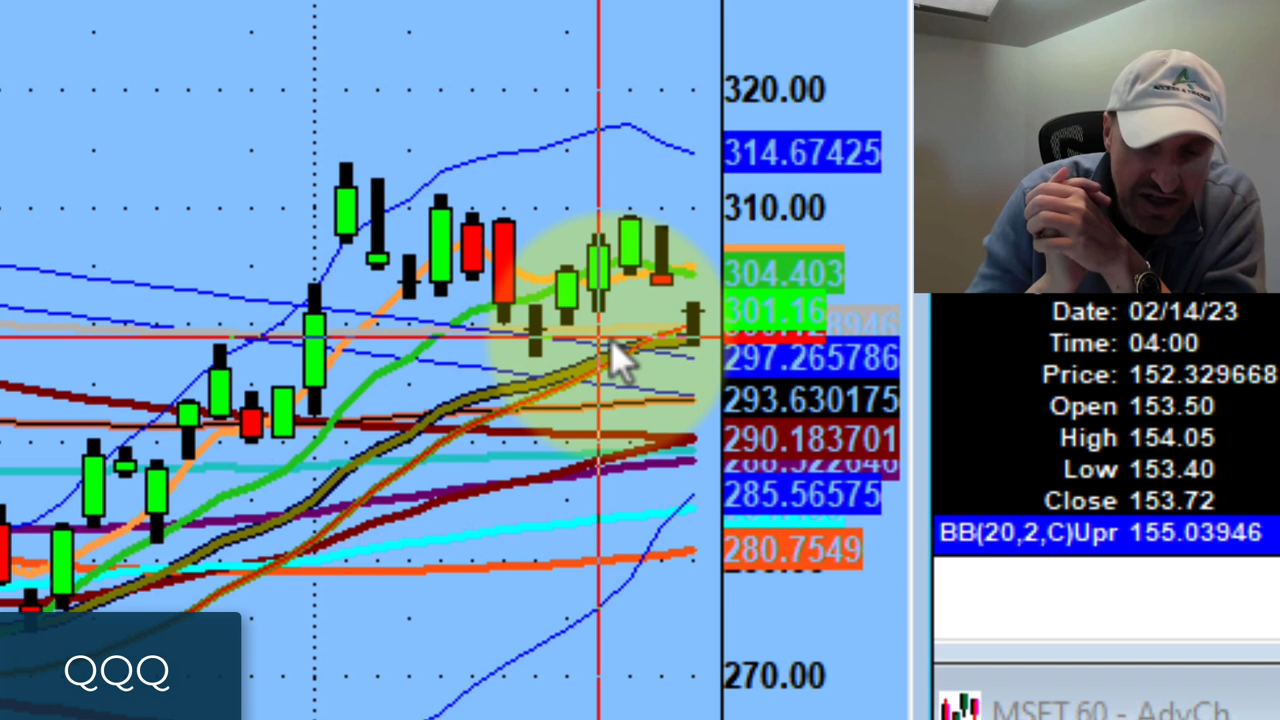 320.00
314.67425
310.00
304.403
301.16
297.265786
293.630175
290.183701
285.56575
280.7549
270.00
QQQ
Date: 02/14/23
Time: 04:00
Price: 152.329668
Open 153.50
High 154.05
Low 153.40
Close 153.72
BB(20,2,C)Upr 155.03946